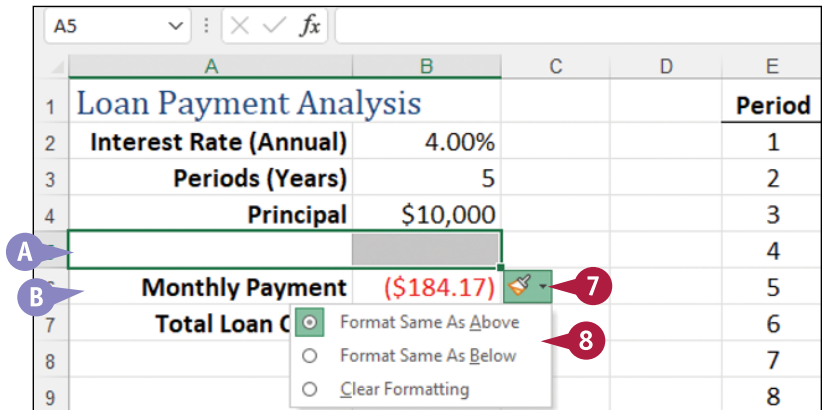 A5 fx
A B C D E
1 Loan Payment Analysis Period
2 Interest Rate (Annual) 4.00% 1
3 Periods (Years) 5 2
4 Principal $10,000 3
A 4
B Monthly Payment ($184.17) 7 5
7 Total Loan C Format Same As Above 8 6
8 Format Same As Below 7
9 Clear Formatting 8